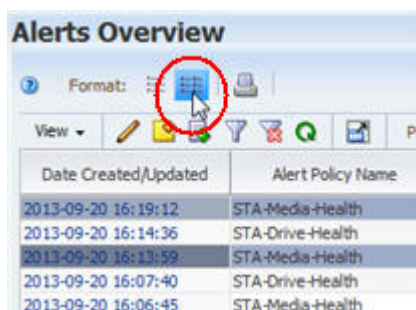 Alerts Overview
Format:
View P
Date Created/Updated Alert Policy Name
2013-09-20 16:19:12 STA-Media-Health
2013-09-20 16:14:36 STA-Drive-Health
2013-09-20 16:13:59 STA-Media-Health
2013-09-20 16:07:40 STA-Drive-Health
2013-09-20 16:06:45 STA-Media-Health